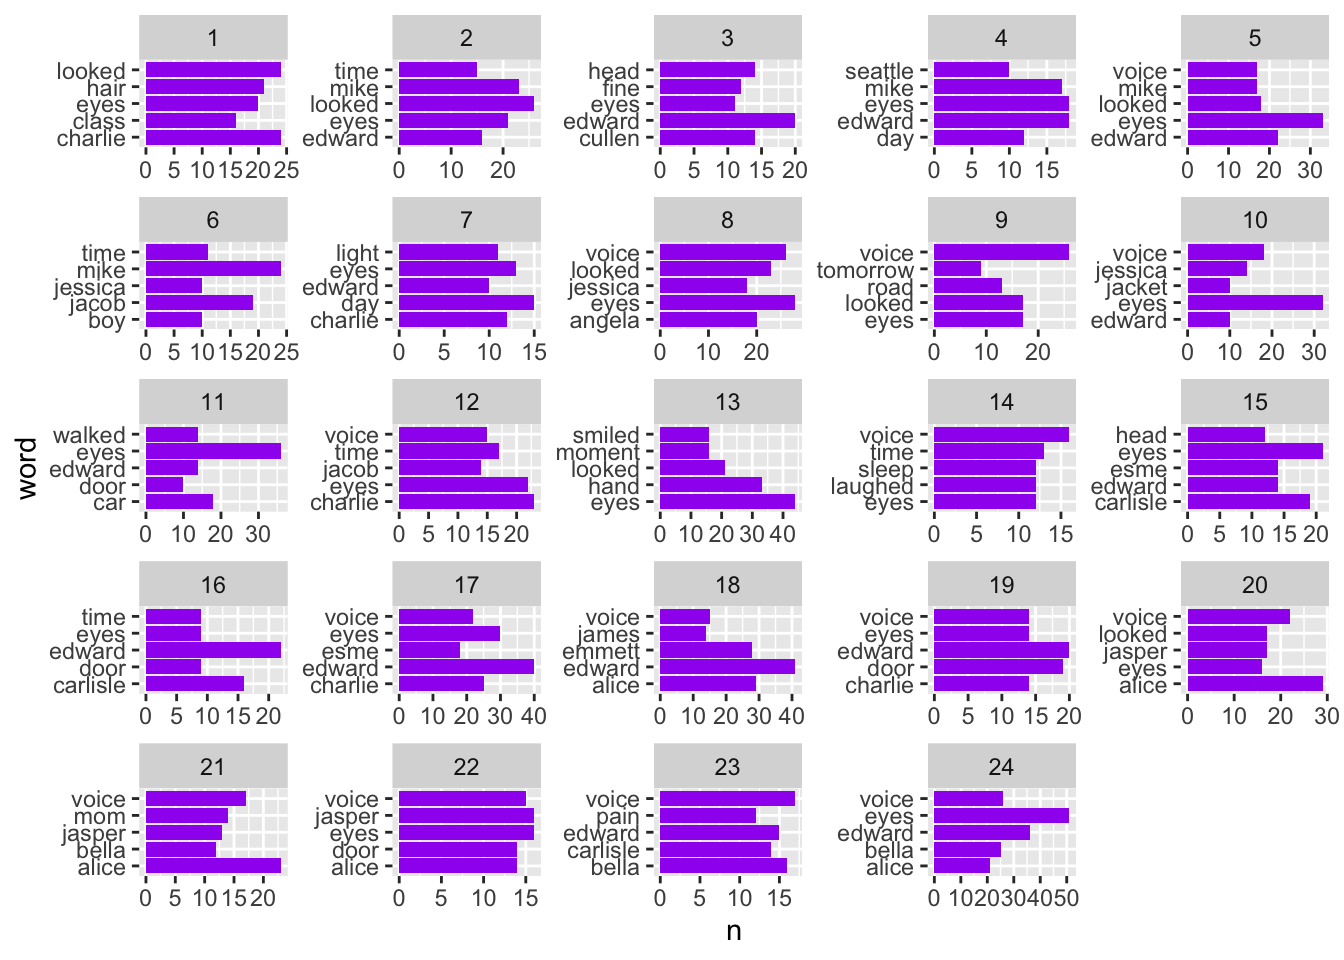 1 2 3 4 5
looked time head seattle voice
hair mike fine mike mike
eyes looked eyes eyes looked
class eyes edward edward eyes
charlie edward cullen day edward
0 5 10 15 20 25 0 10 20 0 5 10 15 20 0 5 10 15 0 10 20 30
6 7 8 9 10
time light voice voice voice
mike eyes looked tomorrow jessica
jessica edward jessica road jacket
jacob day eyes looked eyes
boy charlie angela eyes edward
0 5 10 15 20 25 0 5 10 15 0 10 20 0 10 20 0 10 20 30
11 12 13 14 15
walked voice smiled voice head
eyes time moment time eyes
edward jacob looked sleep esme
door eyes hand laughed edward
car charlie eyes eyes carlisle
0 10 20 30 0 5 10 15 20 0 10 20 30 40 0 5 10 15 0 5 10 15 20
word
16 17 18 19 20
time voice voice voice voice
eyes eyes james eyes looked
edward esme emmett edward jasper
door edward edward door eyes
carlisle charlie alice charlie alice
0 5 10 15 20 0 10 20 30 40 0 10 20 30 40 0 5 10 15 20 0 10 20 30
21 22 23 24
voice voice voice voice
mom jasper pain eyes
jasper eyes edward edward
bella door carlisle bella
alice alice bella alice
0 5 10 15 20 0 5 10 15 0 5 10 15 0 10 20 30 40 50
n